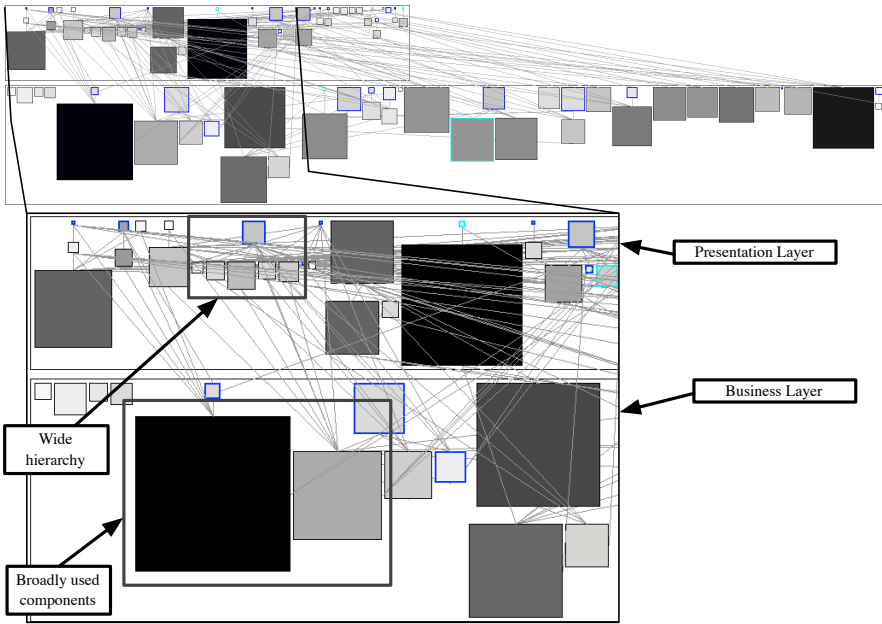 Presentation Layer
Business Layer
Wide
hierarchy
Broadly used
components